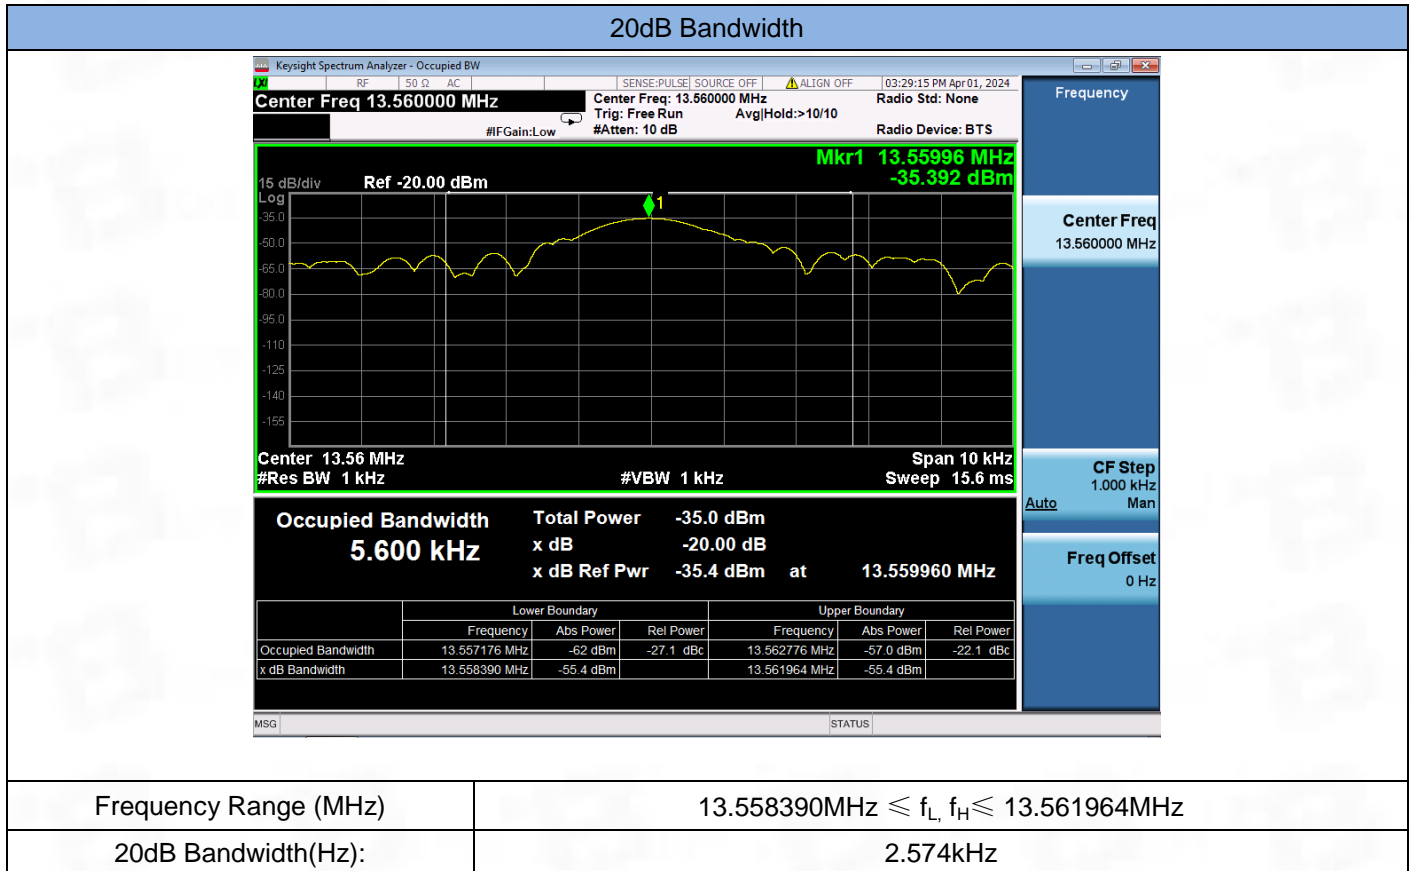 20dB Bandwidth
Keysight Spectrum Analyzer - Occupied BW
LXI RF 50 Ω AC SENSE:PULSE SOURCE OFF ALIGN OFF 03:29:15 PM Apr 01, 2024
Center Freq 13.560000 MHz
Center Freq: 13.560000 MHz Radio Std: None
Trig: Free Run Avg|Hold:>10/10
#IFGain:Low #Atten: 10 dB Radio Device: BTS
Mkr1 13.55996 MHz
-35.392 dBm
15 dB/div Ref -20.00 dBm
Log
1
-35.0
-50.0
-65.0
-80.0
-95.0
-110
-125
-140
-155
Center 13.56 MHz Span 10 kHz
#Res BW 1 kHz #VBW 1 kHz Sweep 15.6 ms
Occupied Bandwidth Total Power -35.0 dBm
5.600 kHz x dB -20.00 dB
x dB Ref Pwr -35.4 dBm at 13.559960 MHz
Lower Boundary Upper Boundary
Frequency Abs Power Rel Power Frequency Abs Power Rel Power
Occupied Bandwidth 13.557176 MHz -62 dBm -27.1 dBc 13.562776 MHz -57.0 dBm -22.1 dBc
x dB Bandwidth 13.558390 MHz -55.4 dBm 13.561964 MHz -55.4 dBm
MSG STATUS
Frequency
Center Freq
13.560000 MHz
CF Step
1.000 kHz
Auto Man
Freq Offset
0 Hz
Frequency Range (MHz) 13.558390MHz ≤ fL, fH≤ 13.561964MHz
20dB Bandwidth(Hz): 2.574kHz